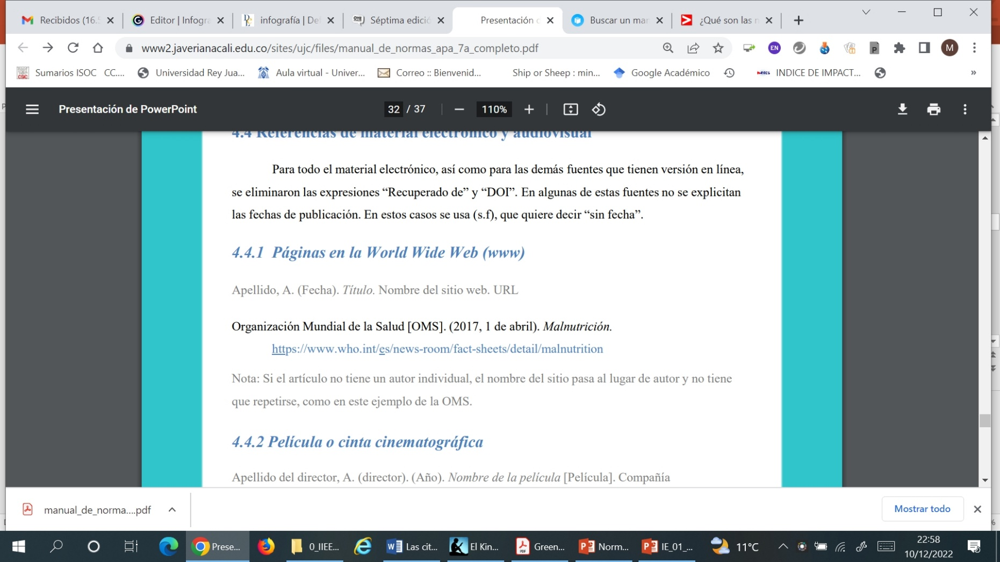 Recibidos (16.5
Editor | Infogra
infografía | Del
Séptima edició
Presentación d
Buscar un mar
¿Qué son las n
www2.javerianacali.edu.co/sites/ujc/files/manual_de_normas_apa_7a_completo.pdf
EN
M
Sumarios ISOC CC....
Universidad Rey Jua...
Aula virtual - Univer...
Correo :: Bienvenid...
Ship or Sheep : min...
Google Académico
INDICE DE IMPACT...
»
Presentación de PowerPoint
32 / 37
110%
4.4 Referencias de material electrónico y audiovisual
Para todo el material electrónico, así como para las demás fuentes que tienen versión en línea,
se eliminaron las expresiones “Recuperado de” y “DOI”. En algunas de estas fuentes no se explicitan
las fechas de publicación. En estos casos se usa (s.f), que quiere decir “sin fecha”.
4.4.1 Páginas en la World Wide Web (www)
Apellido, A. (Fecha). Título. Nombre del sitio web. URL
Organización Mundial de la Salud [OMS]. (2017, 1 de abril). Malnutrición.
https://www.who.int/es/news-room/fact-sheets/detail/malnutrition
Nota: Si el artículo no tiene un autor individual, el nombre del sitio pasa al lugar de autor y no tiene
que repetirse, como en este ejemplo de la OMS.
4.4.2 Película o cinta cinematográfica
Apellido del director, A. (director). (Año). Nombre de la película [Película]. Compañía
manual_de_norma....pdf
Mostrar todo
Prese...
0_IIEE...
Las cit...
El Kin...
Green...
Norm...
IE_01_...
11°C
22:58
10/12/2022